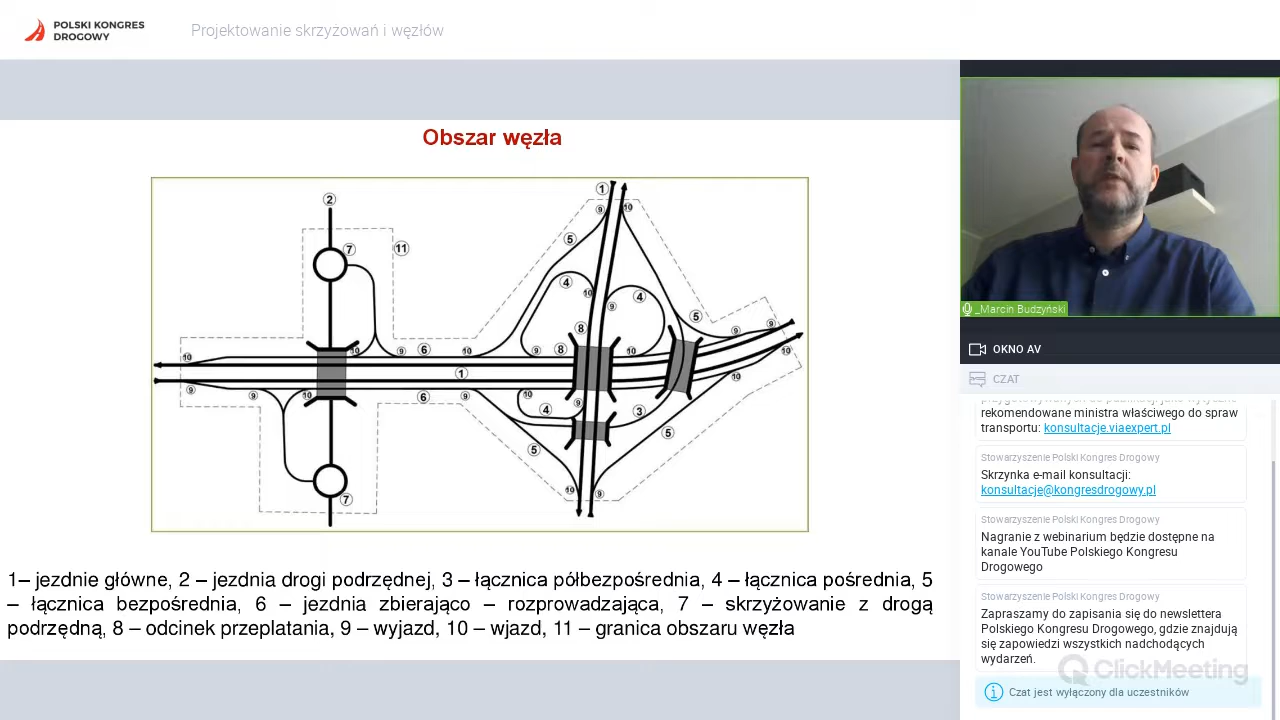 POLSKI KONGRES
DROGOWY
Projektowanie skrzyżowań i węzłów
Obszar węzła
1
2
9
10
7
11
5
5
4
10
4
9
8
5
9
9
10
10
9
6
10
9
8
10
10
1
9
9
10
6
9
10
9
4
3
10
5
5
10
9
7
1– jezdnie główne, 2 – jezdnia drogi podrzędnej, 3 – łącznica półbezpośrednia, 4 – łącznica pośrednia, 5
– łącznica bezpośrednia, 6 – jezdnia zbierająco – rozprowadzająca, 7 – skrzyżowanie z drogą
podrzędną, 8 – odcinek przeplatania, 9 – wyjazd, 10 – wjazd, 11 – granica obszaru węzła
_Marcin Budzyński
OKNO AV
CZAT
rekomendowane ministra właściwego do spraw
transportu: konsultacje.viaexpert.pl
Stowarzyszenie Polski Kongres Drogowy
Skrzynka e-mail konsultacji:
konsultacje@kongresdrogowy.pl
Stowarzyszenie Polski Kongres Drogowy
Nagranie z webinarium będzie dostępne na
kanale YouTube Polskiego Kongresu
Drogowego
Stowarzyszenie Polski Kongres Drogowy
Zapraszamy do zapisania się do newslettera
Polskiego Kongresu Drogowego, gdzie znajdują
się zapowiedzi wszystkich nadchodzących
wydarzeń.
ClickMeeting
Czat jest wyłączony dla uczestników